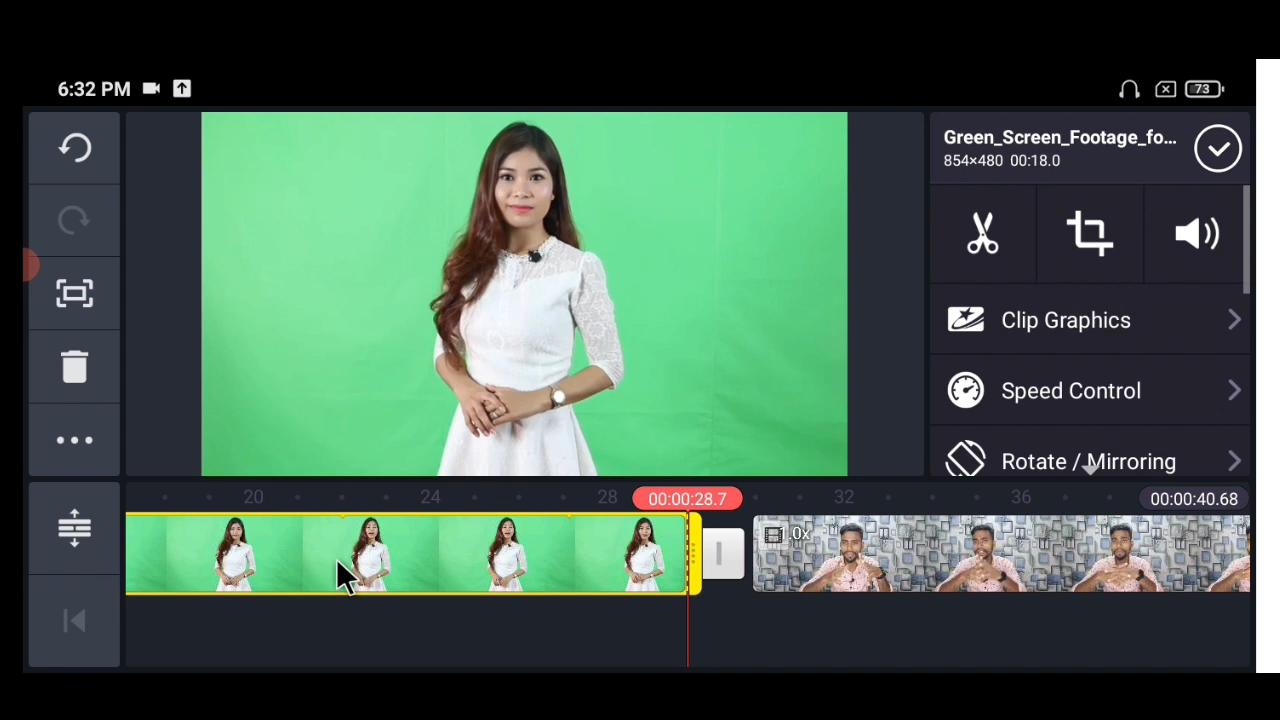 6:32 PM
73
Green_Screen_Footage_fo...
854×480 00:18.0
Clip Graphics
Speed Control
Rotate / Mirroring
20 24 28 00:00:28.7 32 36 00:00:40.68
1.0x